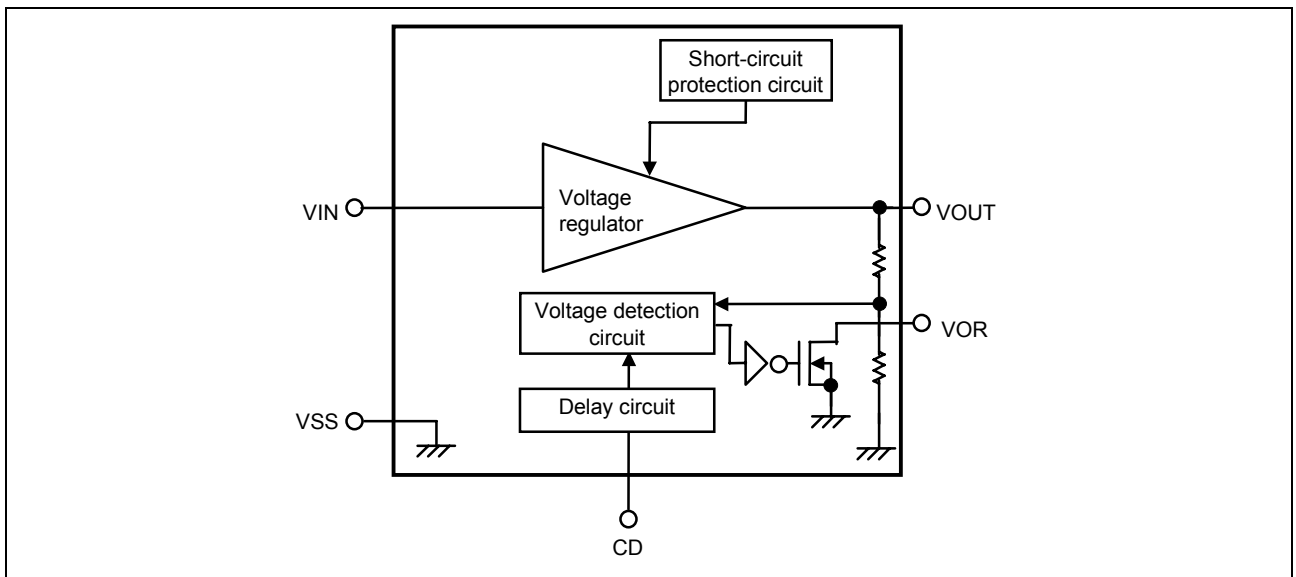 Short-circuit
protection circuit
Voltage
regulator
VIN
VOUT
Voltage detection
circuit
VOR
Delay circuit
VSS
CD